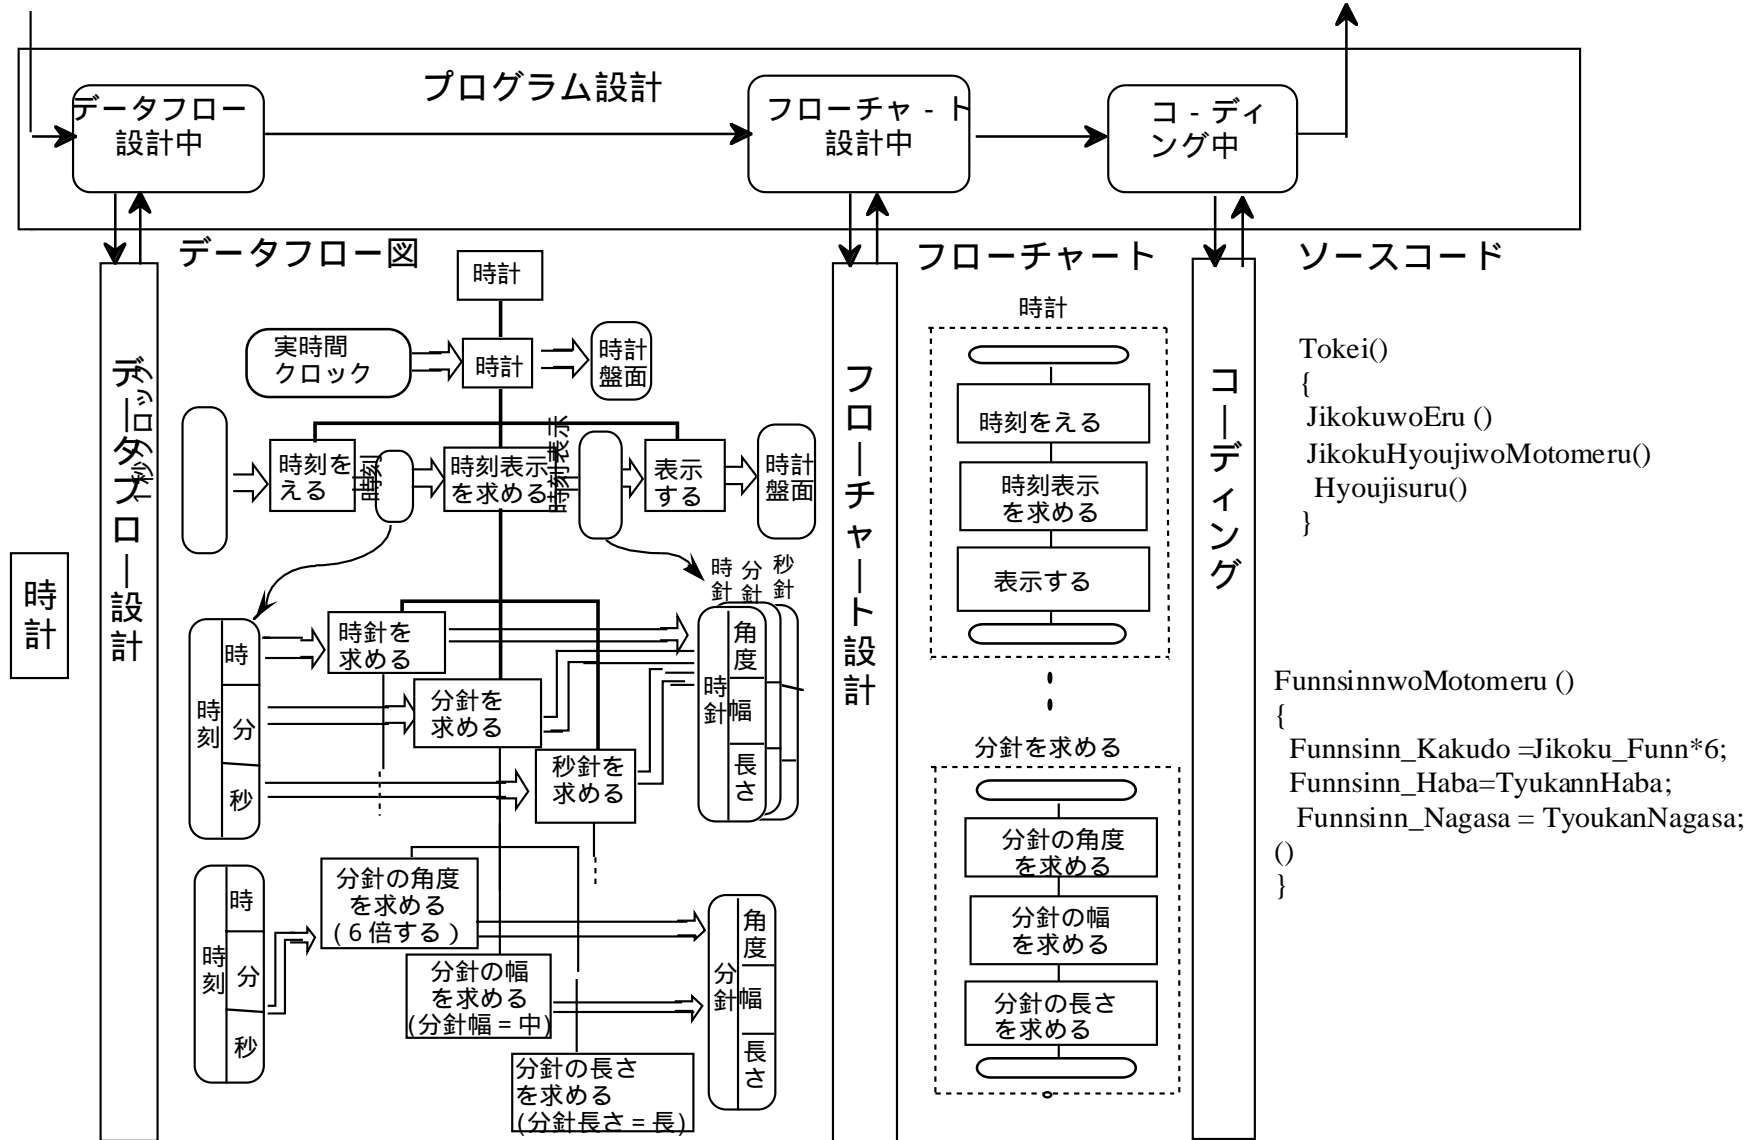 プログラム設計
データフロー
設計中
フローチャ - ト
設計中
コ - ディ
ング中
データフロー図
フローチャート
ソースコード
時計
データフロー設計
時計
実時間
クロック
時計
時計
盤面
1秒クロック
時刻を
える
時刻
時刻表示
を求める
時刻表示
表示
する
時計
盤面
時針
分針
秒針
時刻
時
分
秒
時針を
求める
分針を
求める
秒針を
求める
時針
角度
幅
長さ
時刻
時
分
秒
分針の角度
を求める
(６倍する)
分針の幅
を求める
(分針幅 = 中)
分針の長さ
を求める
(分針長さ = 長)
分針
角度
幅
長さ
フローチャート設計
時計
時刻をえる
時刻表示
を求める
表示する
分針を求める
分針の角度
を求める
分針の幅
を求める
分針の長さ
を求める
コーディング
Tokei()
{
JikokuwoEru ()
JikokuHyoujiwoMotomeru()
Hyoujisuru()
}
FunnsinnwoMotomeru ()
{
Funnsinn_Kakudo =Jikoku_Funn*6;
Funnsinn_Haba=TyukannHaba;
Funnsinn_Nagasa = TyoukanNagasa;
()
}